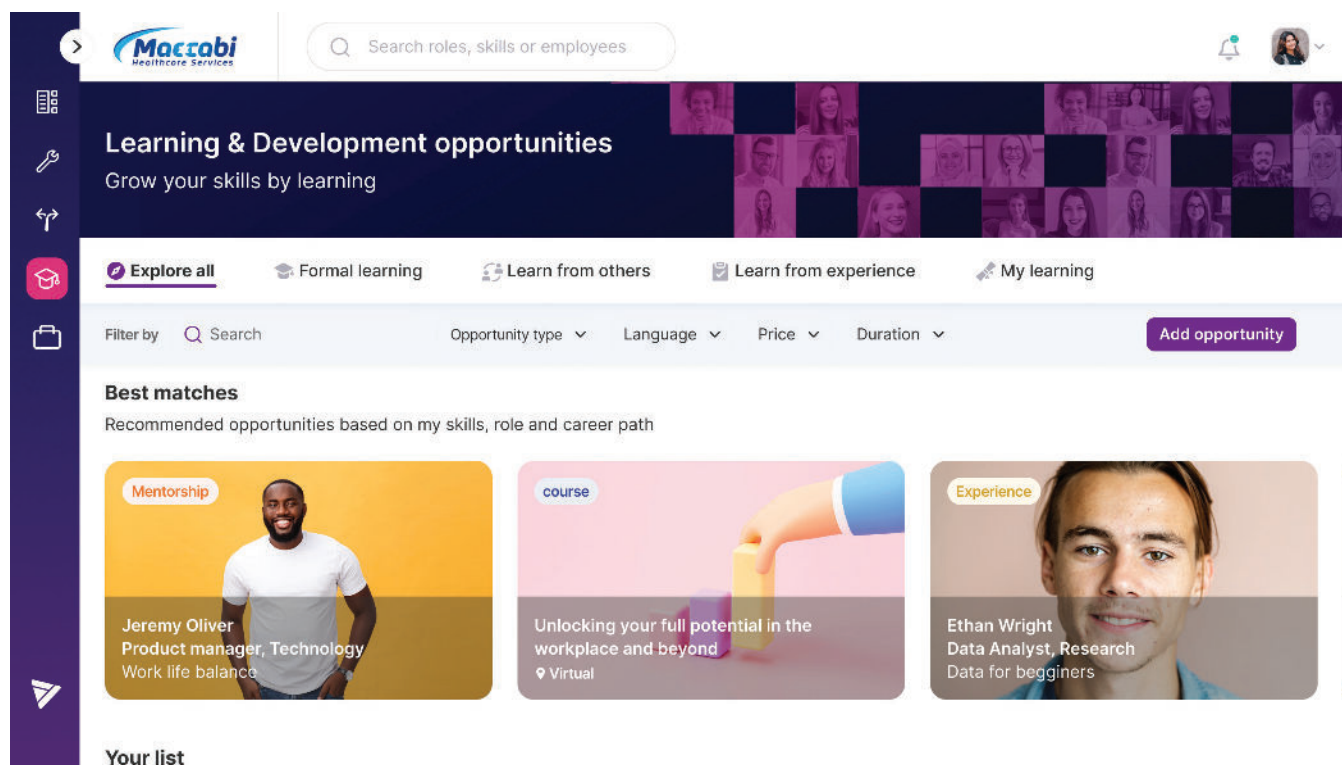 Maccabi
Healthcare Services
Search roles, skills or employees
Learning & Development opportunities
Grow your skills by learning
Explore all
Formal learning
Learn from others
Learn from experience
My learning
Filter by
Search
Opportunity type
Language
Price
Duration
Add opportunity
Best matches
Recommended opportunities based on my skills, role and career path
Mentorship
Jeremy Oliver
Product manager, Technology
Work life balance
course
Unlocking your full potential in the
workplace and beyond
Virtual
Experience
Ethan Wright
Data Analyst, Research
Data for begginers
Your list